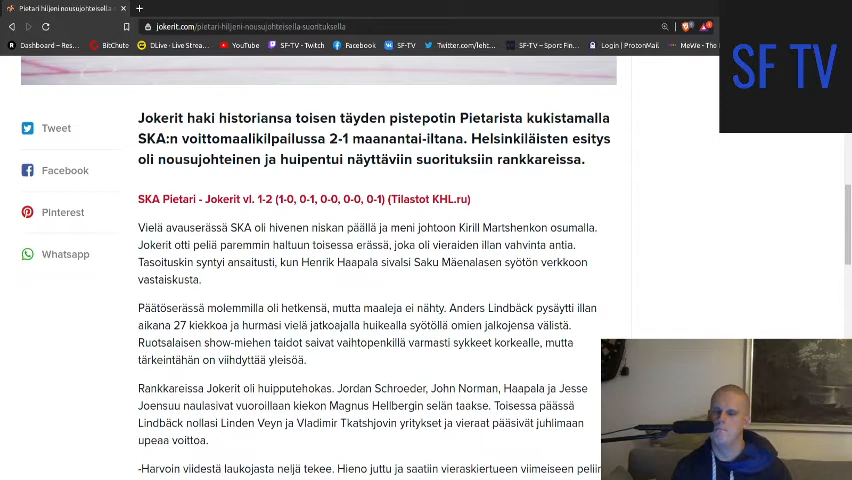 Pietari hiljeni nousujohteisella
jokerit.com/pietari-hiljeni-nousujohteisella-suorituksella
Dashboard – Res... BitChute DLive · Live Strea... YouTube SF-TV - Twitch Facebook SF-TV Twitter.com/leht... SF-TV – Sport Fin... Login | ProtonMail MeWe - The
SF TV
Jokerit haki historiansa toisen täyden pistepotin Pietarista kukistamalla
SKA:n voittomaalikilpailussa 2-1 maanantai-iltana. Helsinkiläisten esitys
oli nousujohteinen ja huipentui näyttäviin suorituksiin rankkareissa.
Tweet
Facebook
Pinterest
Whatsapp
SKA Pietari - Jokerit vl. 1-2 (1-0, 0-1, 0-0, 0-0, 0-1) (Tilastot KHL.ru)
Vielä avauserässä SKA oli hivenen niskan päällä ja meni johtoon Kirill Martshenkon osumalla.
Jokerit otti peliä paremmin haltuun toisessa erässä, joka oli vieraiden illan vahvinta antia.
Tasoituskin syntyi ansaitusti, kun Henrik Haapala sivalsi Saku Mäenalasen syötön verkkoon
vastaiskusta.
Päätöserässä molemmilla oli hetkensä, mutta maaleja ei nähty. Anders Lindbäck pysäytti illan
aikana 27 kiekkoa ja hurmasi vielä jatkoajalla huikealla syötöllä omien jalkojensa välistä.
Ruotsalaisen show-miehen taidot saivat vaihtopenkillä varmasti sykkeet korkealle, mutta
tärkeintähän on viihdyttää yleisöä.
Rankkareissa Jokerit oli huipputehokas. Jordan Schroeder, John Norman, Haapala ja Jesse
Joensuu naulasivat vuoroillaan kiekon Magnus Hellbergin selän taakse. Toisessa päässä
Lindbäck nollasi Linden Veyn ja Vladimir Tkatshjovin yritykset ja vieraat pääsivät juhlimaan
upeaa voittoa.
-Harvoin viidestä laukojasta neljä tekee. Hieno juttu ja saatiin vieraskiertueen viimeiseen peliin